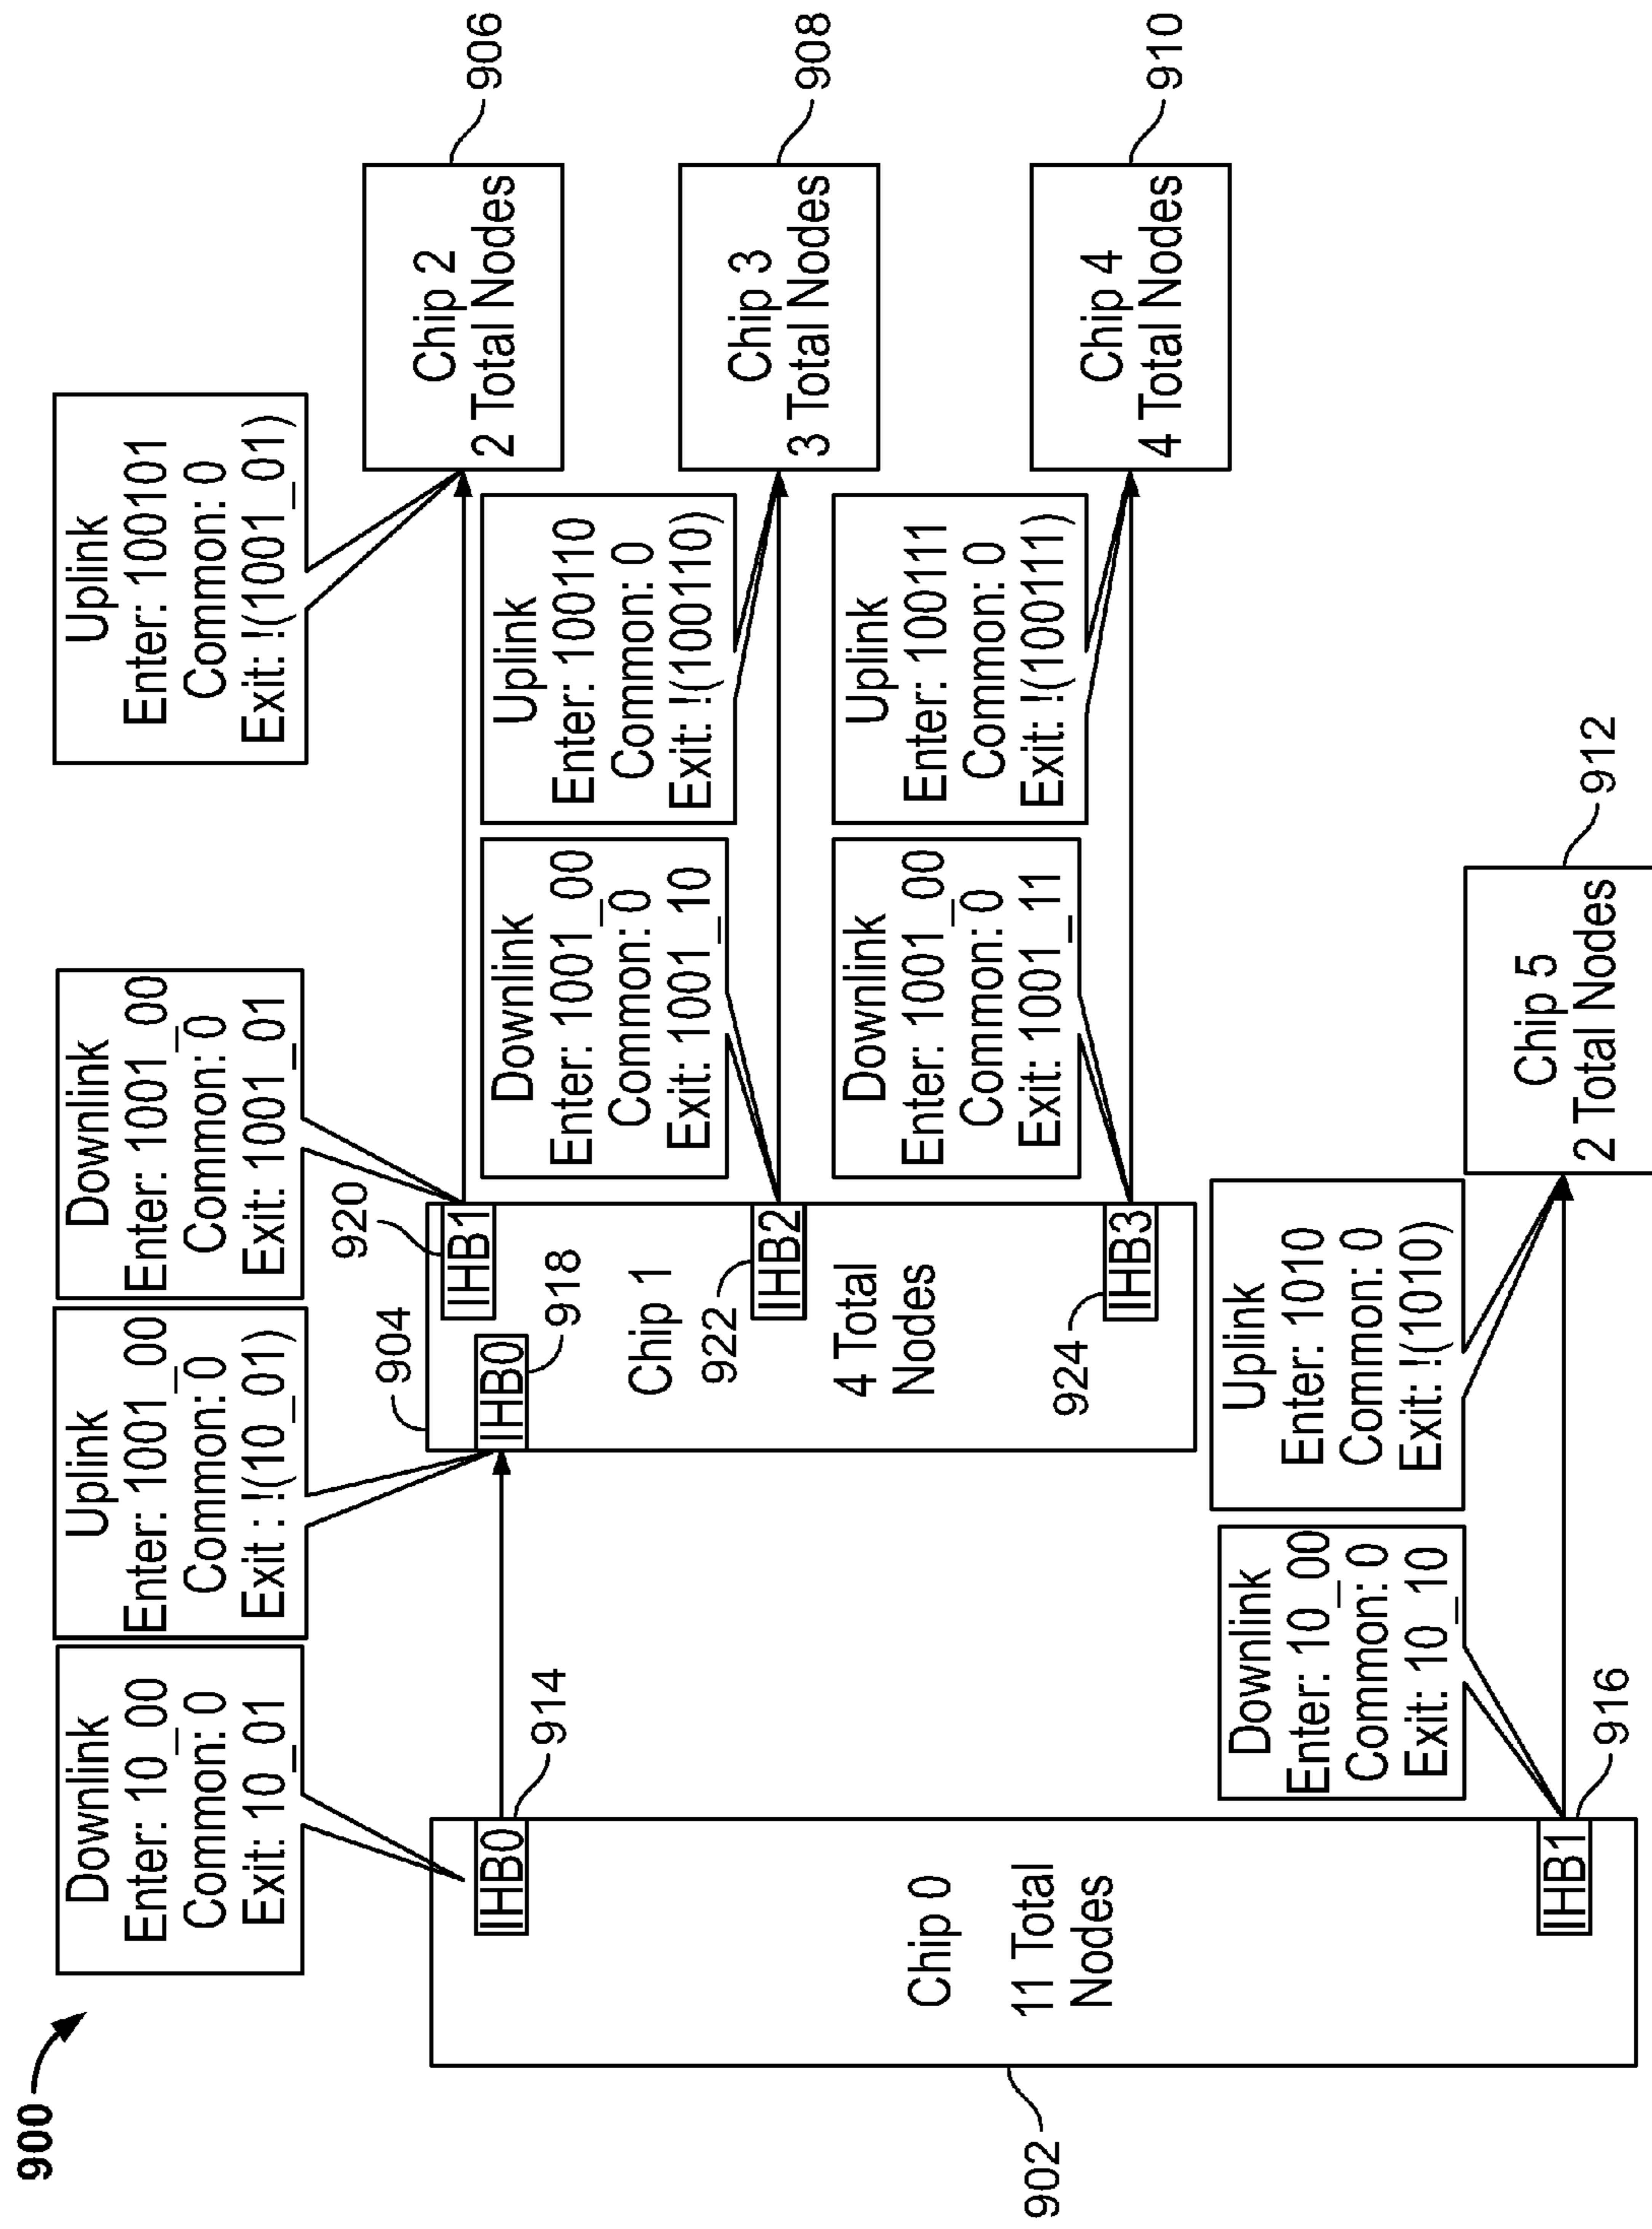 900
Downlink
Enter: 10_00
Common: 0
Exit: 10_01
Uplink
Enter: 1001_00
Common: 0
Exit : !(10_01)
Downlink
Enter: 1001_00
Common: 0
Exit: 1001_01
Uplink
Enter: 100101
Common: 0
Exit: !(1001_01)
902
Chip 0
11 Total
Nodes
IHB0
914
IHB1
916
904
IHB0
918
920
IHB1
Chip 1
922
IHB2
4 Total
Nodes
924
IHB3
Downlink
Enter: 1001_00
Common: 0
Exit: 1001_10
Uplink
Enter: 100110
Common: 0
Exit: !(100110)
Downlink
Enter: 1001_00
Common: 0
Exit: 1001_11
Uplink
Enter: 100111
Common: 0
Exit: !(100111)
Chip 2
2 Total Nodes
906
Chip 3
3 Total Nodes
908
Chip 4
4 Total Nodes
910
Downlink
Enter: 10_00
Common: 0
Exit: 10_10
Uplink
Enter: 1010
Common: 0
Exit: !(1010)
Chip 5
2 Total Nodes
912